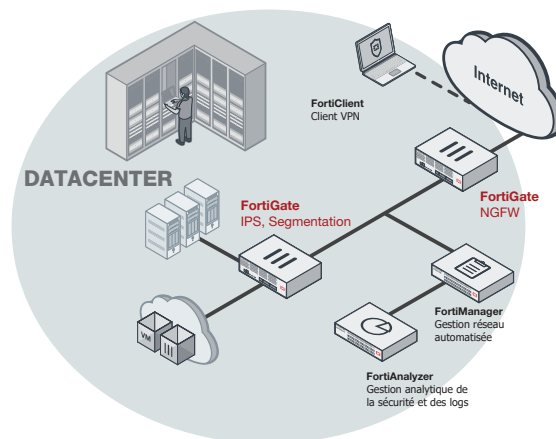 Internet
FortiClient
Client VPN
DATACENTER
FortiGate
IPS, Segmentation
FortiGate
NGFW
VM
FortiManager
Gestion réseau
automatisée
FortiAnalyzer
Gestion analytique de
la sécurité et des logs